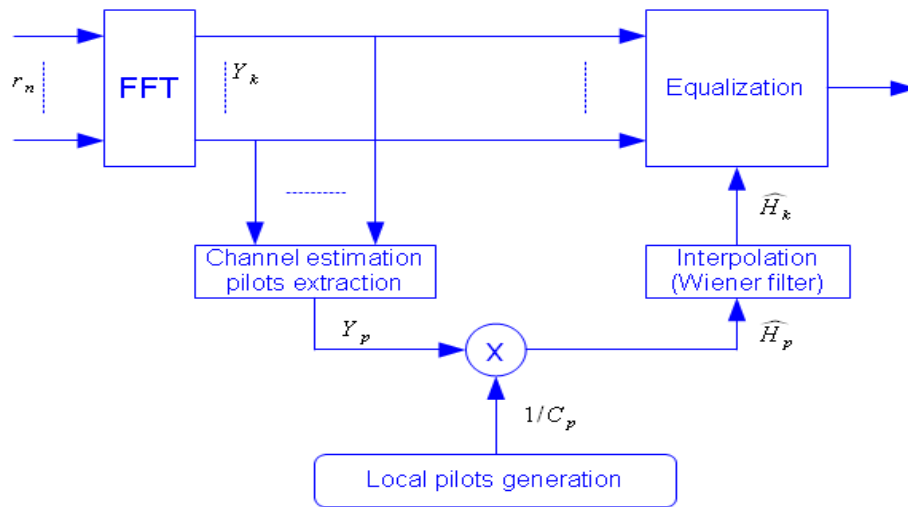 r_n
FFT
Y_k
Equalization
Ĥ_k
Channel estimation
pilots extraction
Interpolation
(Wiener filter)
Y_p
X
Ĥ_p
1/C_p
Local pilots generation